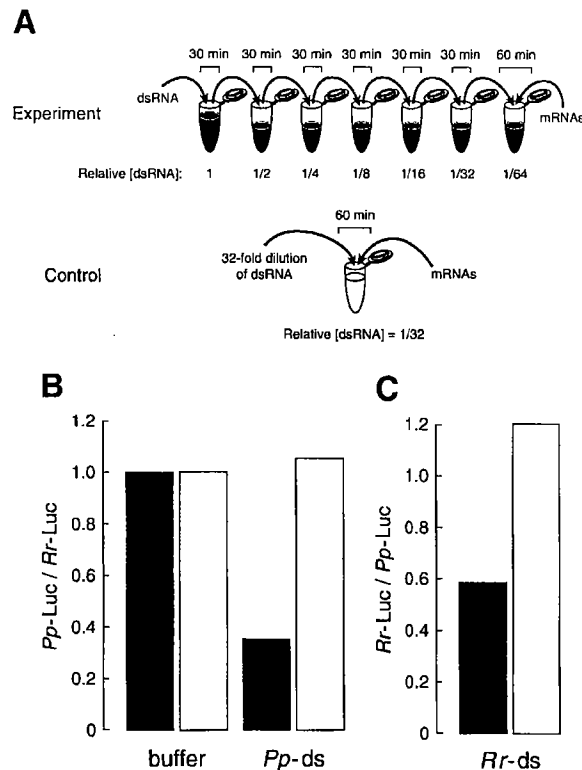 A
30 min 30 min 30 min 30 min 30 min 30 min 60 min
dsRNA
Experiment
mRNAs
Relative [dsRNA]: 1 1/2 1/4 1/8 1/16 1/32 1/64
60 min
32-fold dilution
of dsRNA
Control
mRNAs
Relative [dsRNA] = 1/32
B
1.2
1.0
0.8
0.6
0.4
0.2
0
Pp-Luc / Rr-Luc
buffer Pp-ds
C
1.2
1.0
0.8
0.6
0.4
0.2
0
Rr-Luc / Pp-Luc
Rr-ds